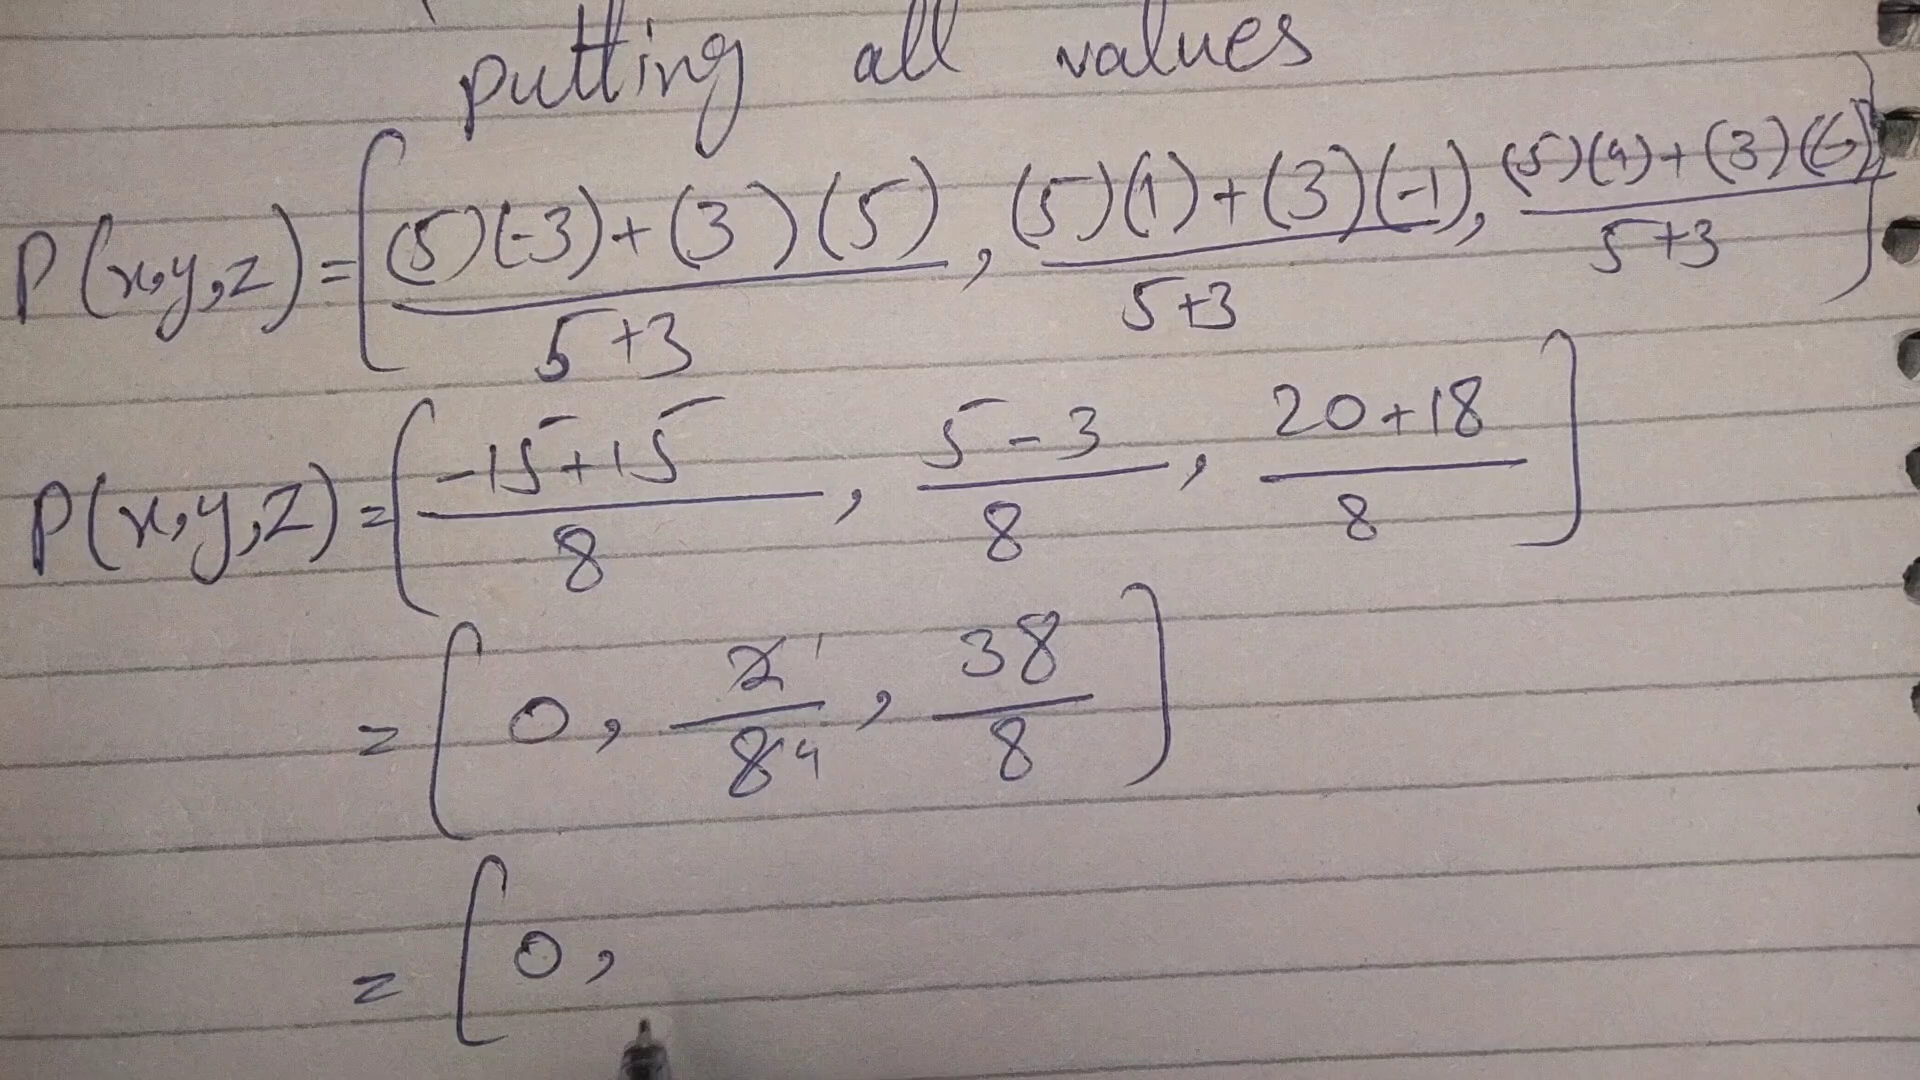 putting all values
P(x,y,z)=[(5)(-3)+(3)(5)/5+3, (5)(1)+(3)(-1)/5+3, (5)(4)+(3)(6)/5+3]
P(x,y,z)=[-15+15/8, 5-3/8, 20+18/8]
=[0, 2 1/8 4, 38/8]
=[0,